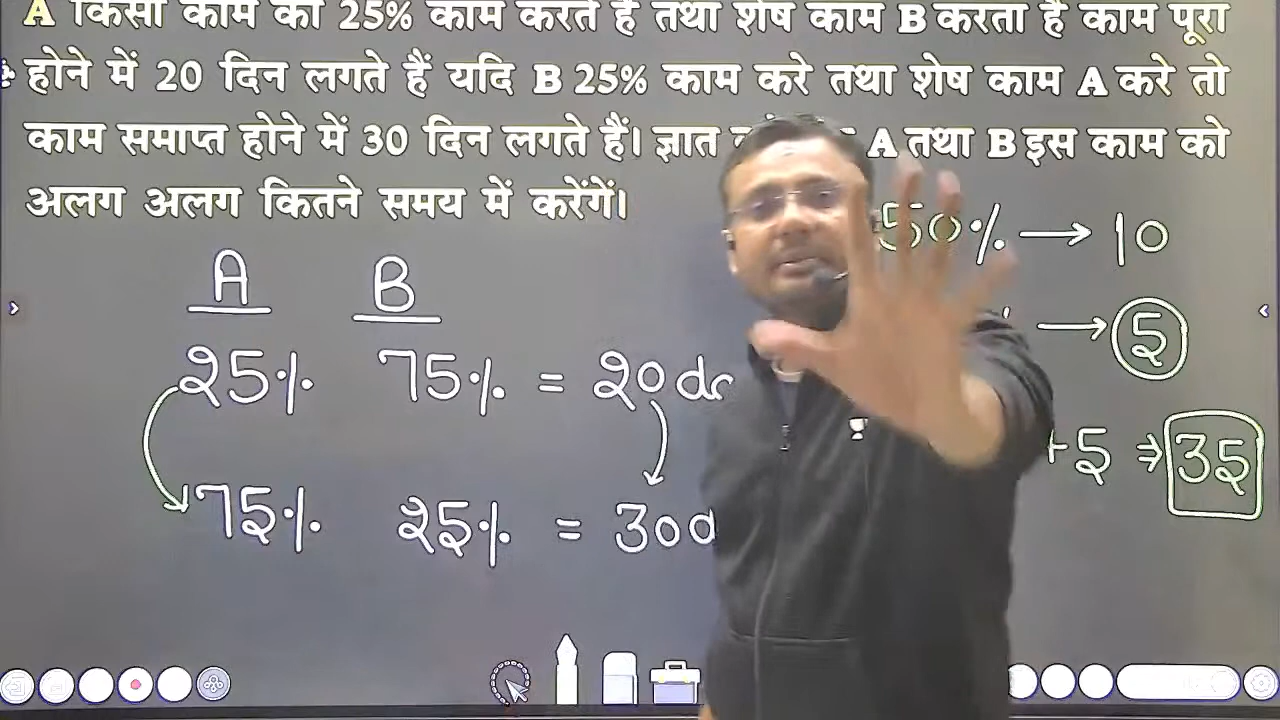 A किसी काम का 25% काम करते हैं तथा शेष काम B करता है काम पूरा
होने में 20 दिन लगते हैं यदि B 25% काम करे तथा शेष काम A करे तो
काम समाप्त होने में 30 दिन लगते हैं। ज्ञात A तथा B इस काम को
अलग अलग कितने समय में करेंगें।
50% → 10
→ 5
+5 ⇒ 35
A B
25% 75% = 20da
75% 25% = 30d